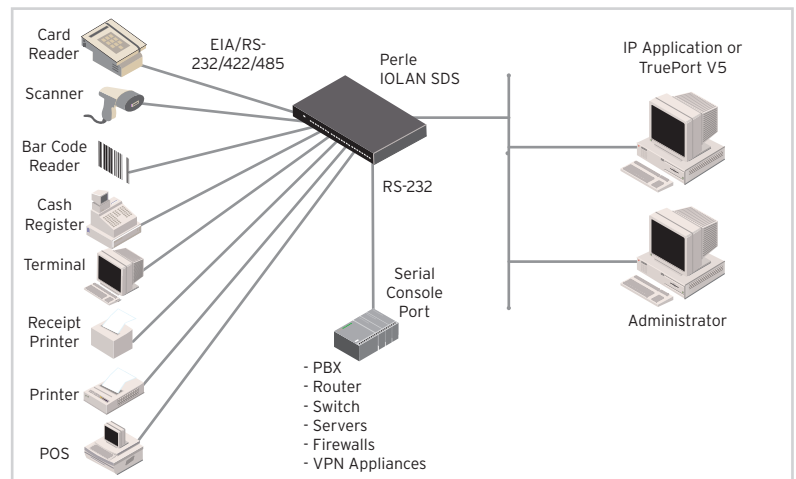 Card
Reader
EIA/RS-
232/422/485
Perle
IOLAN SDS
IP Application or
TruePort V5
Scanner
Bar Code
Reader
RS-232
Cash
Register
Terminal
Serial
Console
Port
Administrator
Receipt
Printer
- PBX
- Router
- Switch
- Servers
- Firewalls
- VPN Appliances
Printer
POS